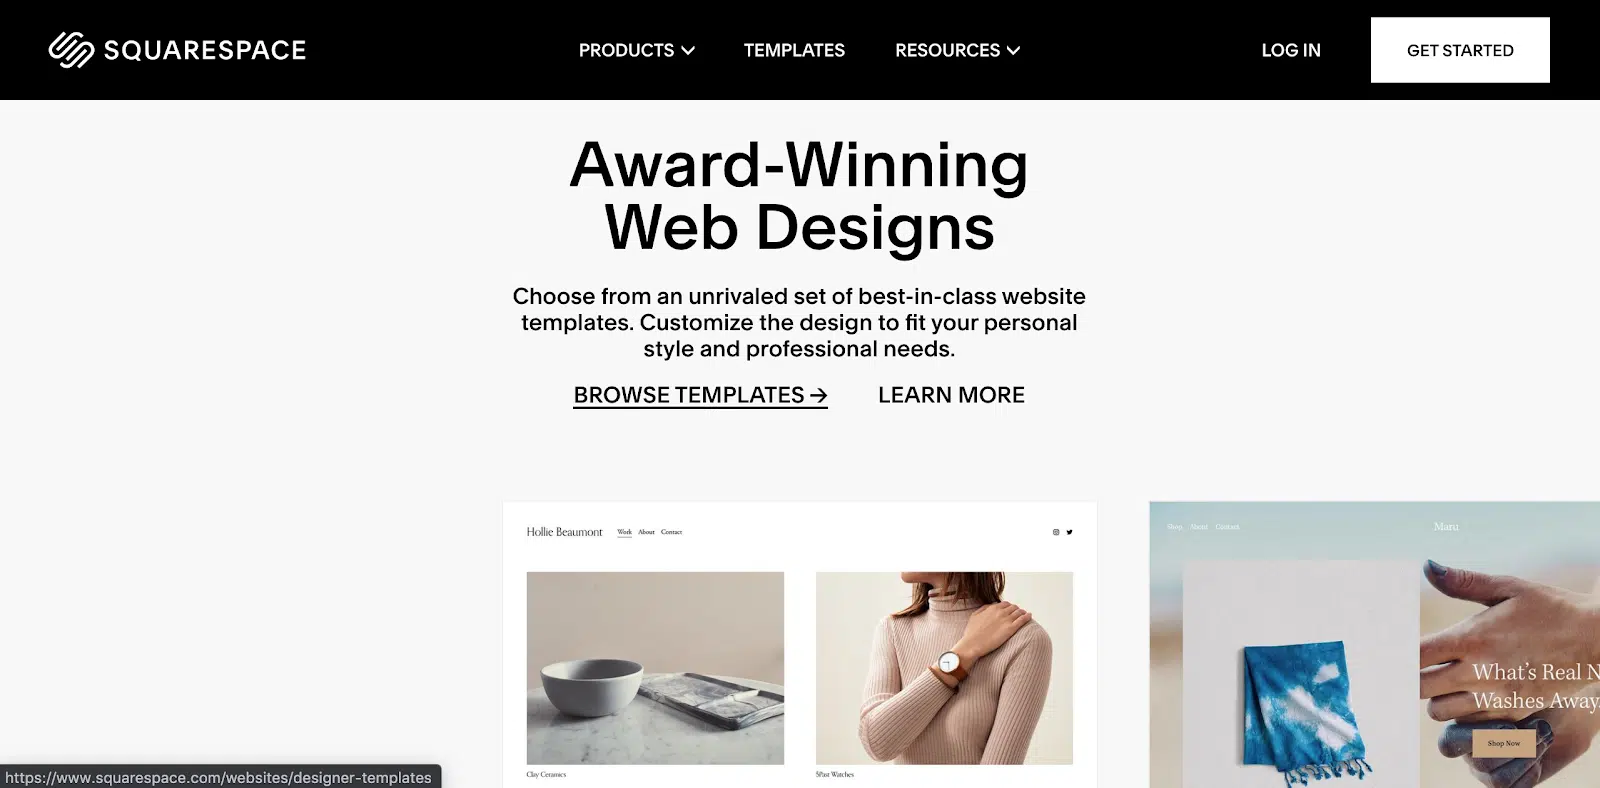 SQUARESPACE
PRODUCTS
TEMPLATES
RESOURCES
LOG IN
GET STARTED
Award-Winning
Web Designs
Choose from an unrivaled set of best-in-class website
templates. Customize the design to fit your personal
style and professional needs.
BROWSE TEMPLATES →
LEARN MORE
Hollie Beaumont
Work
About
Contact
Clay Ceramics
5Past Watches
Shop
About
Contact
Maru
What's Real N
Washes Away.
Shop Now
https://www.squarespace.com/websites/designer-templates